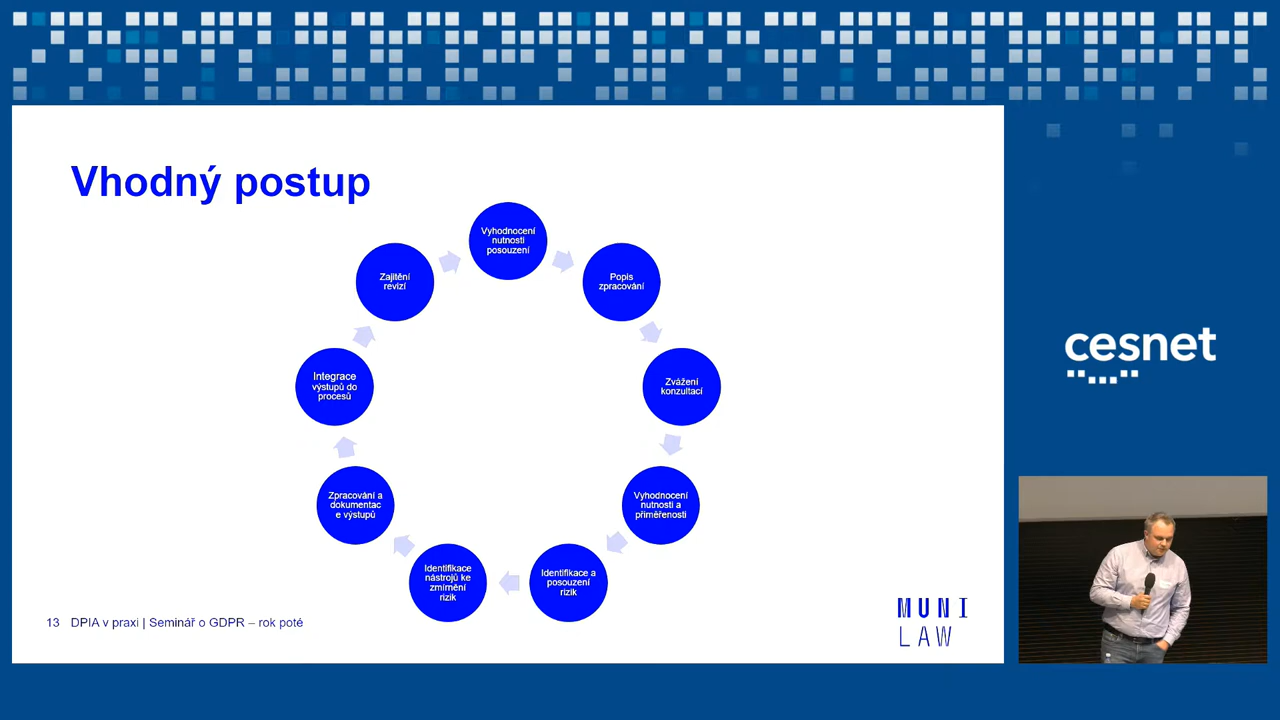 Vhodný postup
Vyhodnocení
nutnosti
posouzení
Popis
zpracování
Zvážení
konzultací
Vyhodnocení
nutnosti a
přiměřenosti
Identifikace a
posouzení
rizik
Identifikace
nástrojů ke
zmírnění
rizik
Zpracování a
dokumentac
e výstupů
Integrace
výstupů do
procesů
Zajitění
revizí
13 DPIA v praxi | Seminář o GDPR – rok poté
MUNI
LAW
cesnet